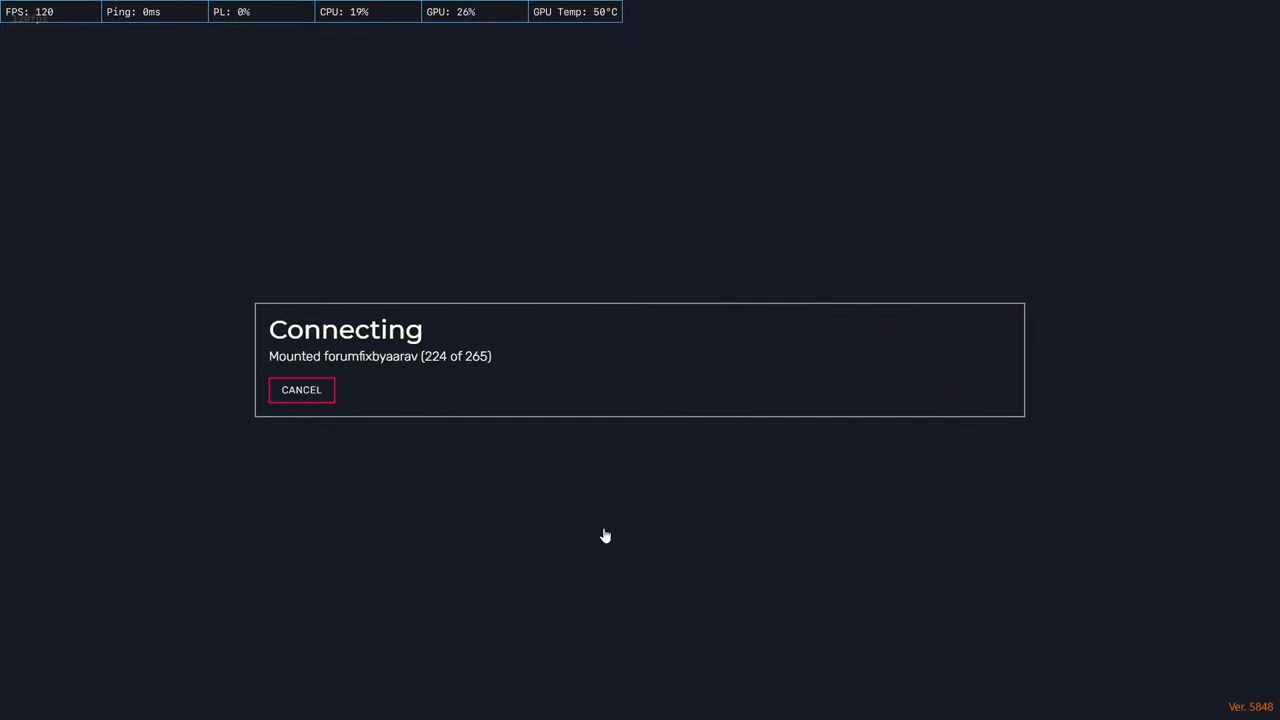 FPS: 120 Ping: 0ms PL: 0% CPU: 19% GPU: 26% GPU Temp: 50°C
120fps
Connecting
Mounted forumfixbyaarav (224 of 265)
CANCEL
Ver. 5848